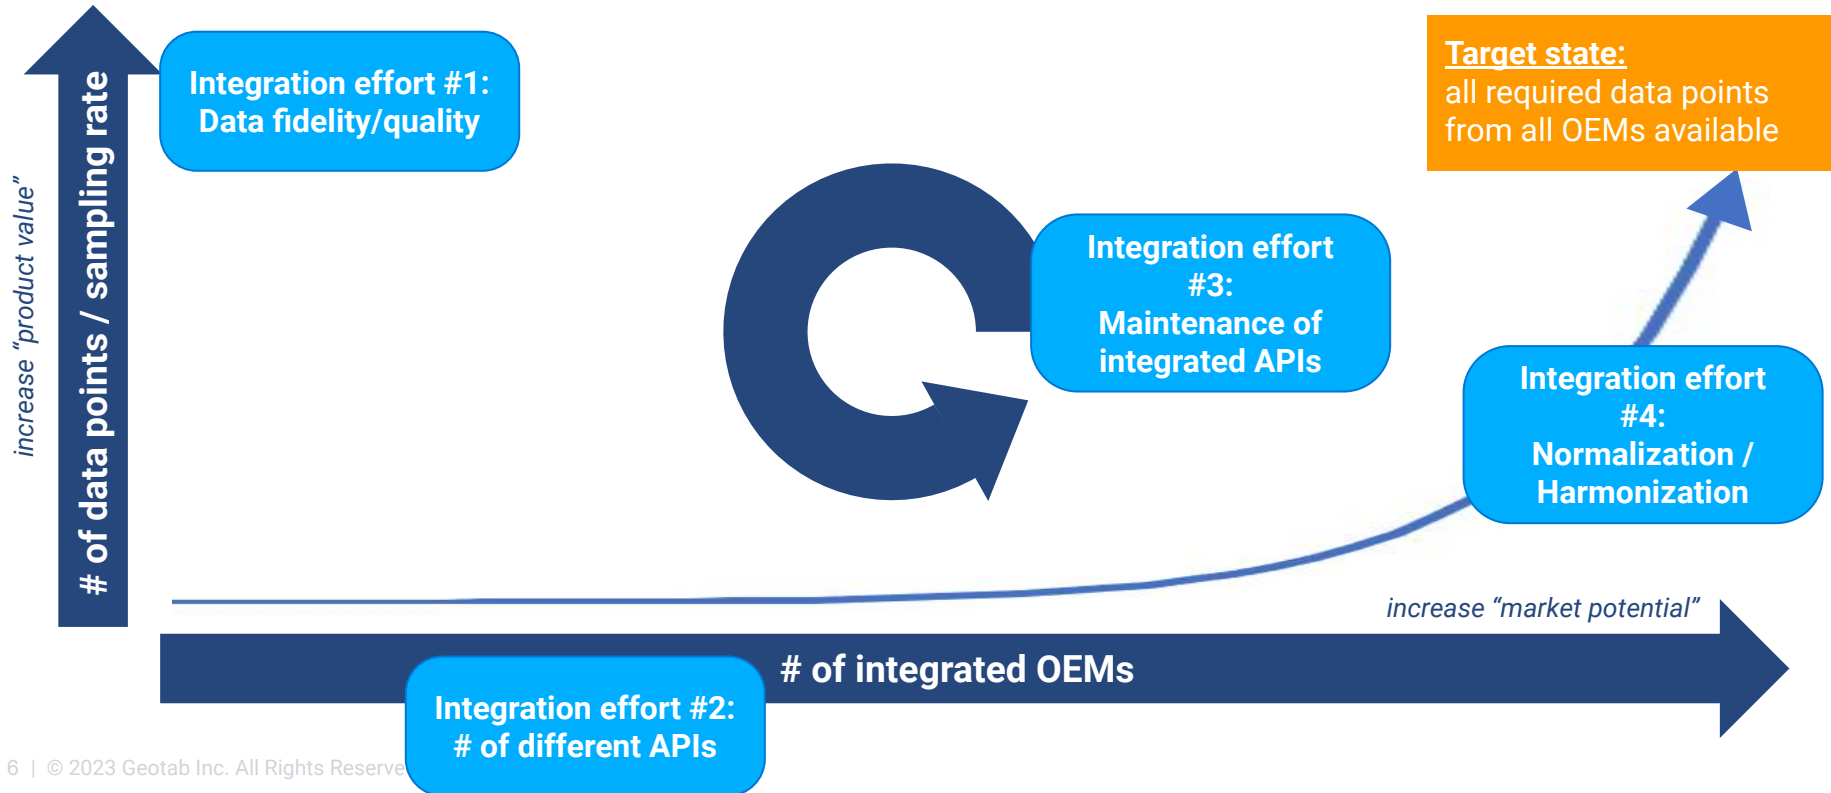 increase “product value”
# of data points / sampling rate
Integration effort #1:
Data fidelity/quality
Target state:
all required data points
from all OEMs available
Integration effort
#3:
Maintenance of
integrated APIs
Integration effort
#4:
Normalization /
Harmonization
increase “market potential”
# of integrated OEMs
Integration effort #2:
# of different APIs
6 | © 2023 Geotab Inc. All Rights Reserve